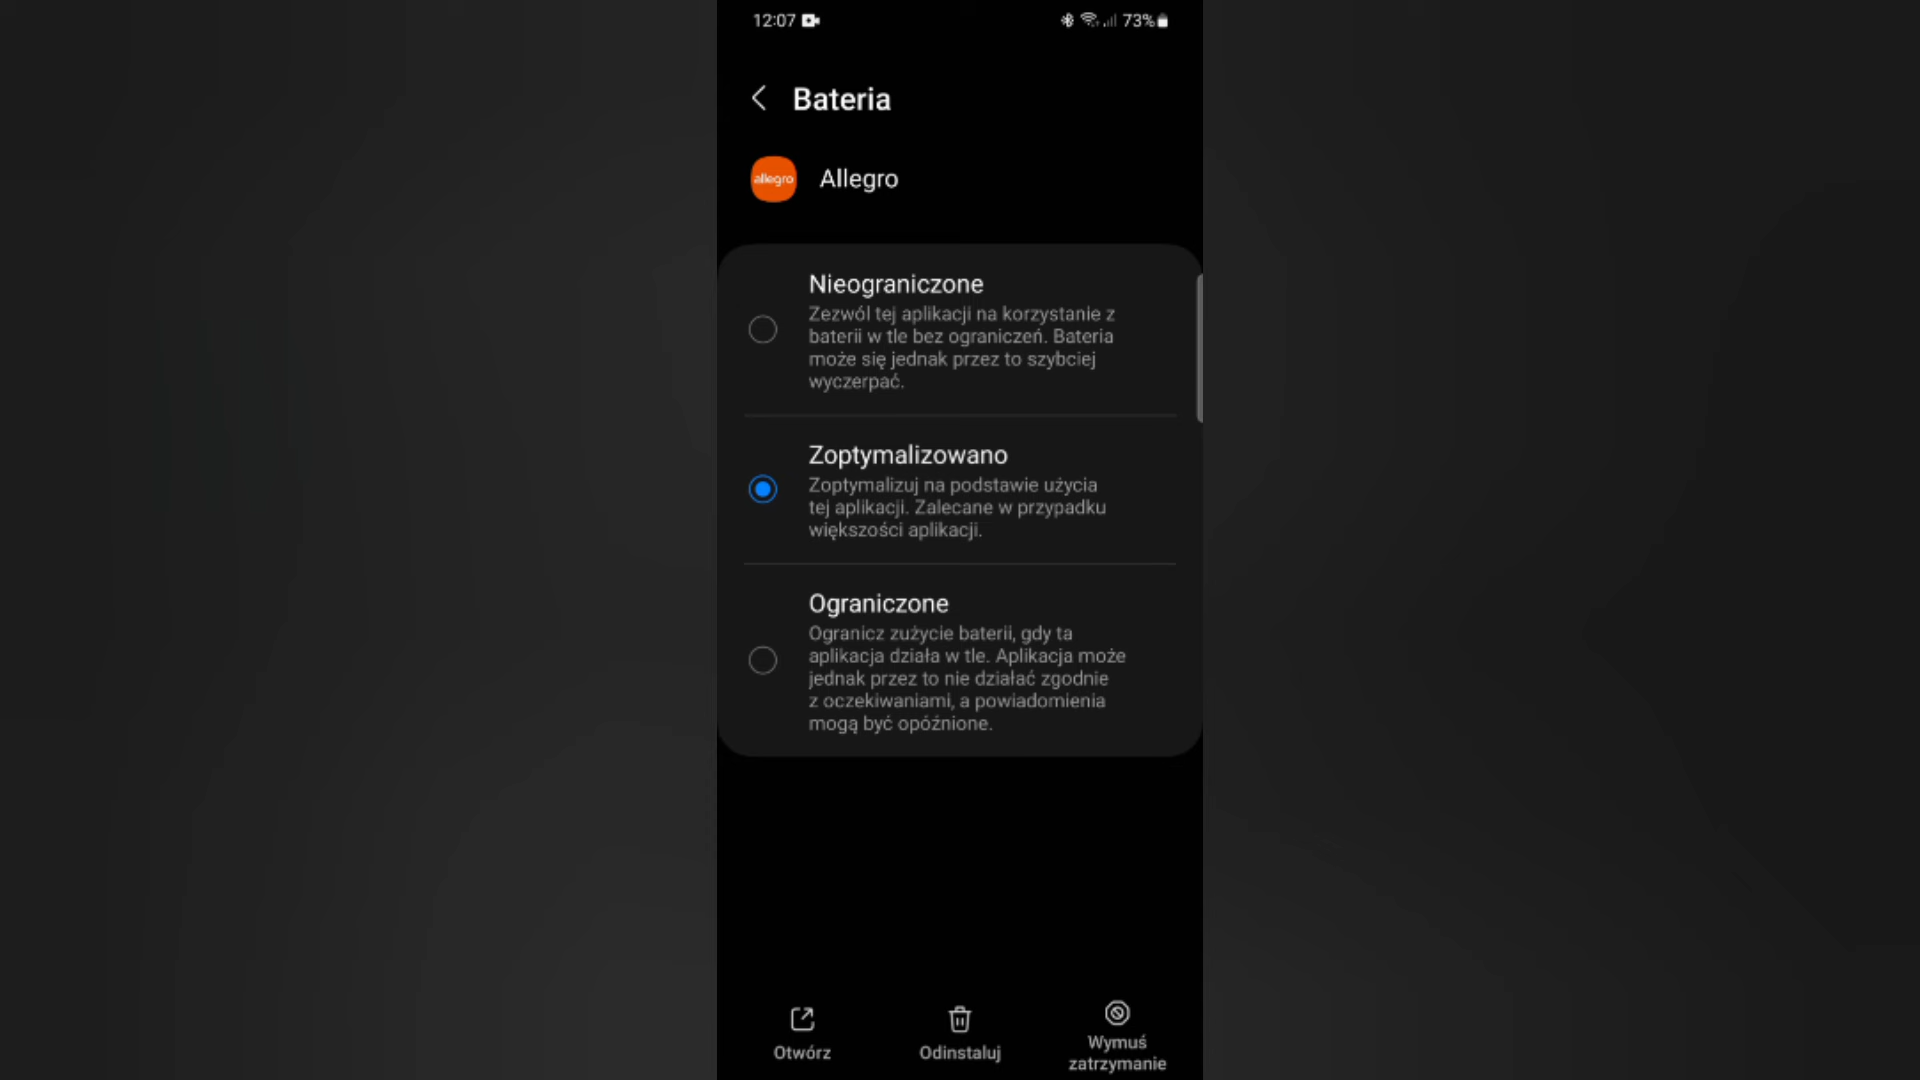 12:07
73%
Bateria
allegro
Allegro
Nieograniczone
Zezwól tej aplikacji na korzystanie z
baterii w tle bez ograniczeń. Bateria
może się jednak przez to szybciej
wyczerpać.
Zoptymalizowano
Zoptymalizuj na podstawie użycia
tej aplikacji. Zalecane w przypadku
większości aplikacji.
Ograniczone
Ogranicz zużycie baterii, gdy ta
aplikacja działa w tle. Aplikacja może
jednak przez to nie działać zgodnie
z oczekiwaniami, a powiadomienia
mogą być opóźnione.
Otwórz
Odinstaluj
Wymuś
zatrzymanie